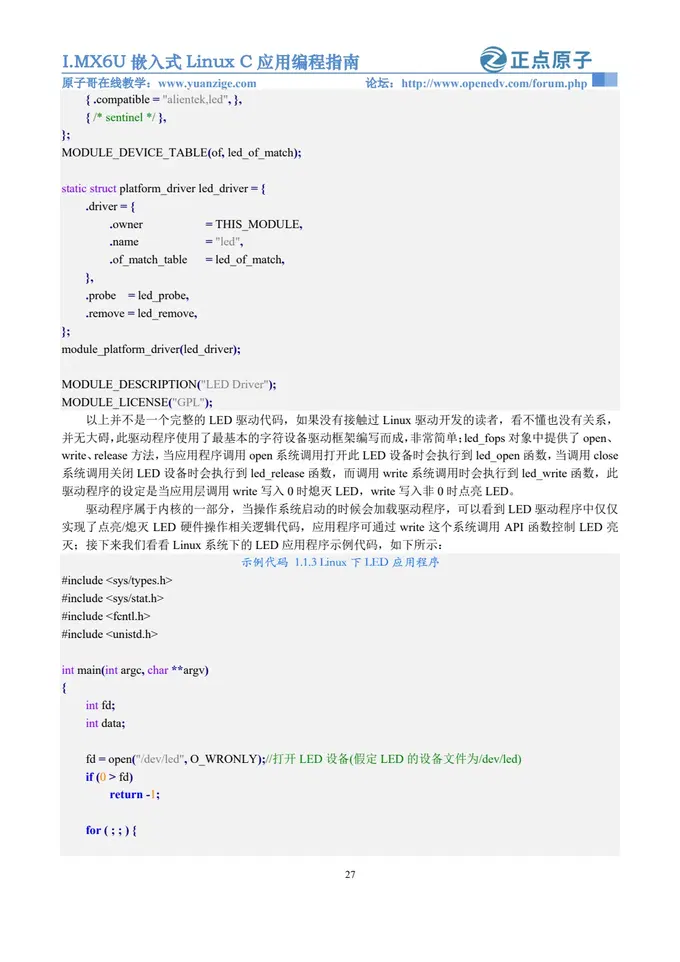 I.MX6U 嵌入式 Linux C 应用编程指南
正点原子
原子哥在线教学：www.yuanzige.com 论坛：http://www.openedv.com/forum.php
{ .compatible = "alientek,led", },
{ /* sentinel */ },
};
MODULE_DEVICE_TABLE(of, led_of_match);
static struct platform_driver led_driver = {
.driver = {
.owner = THIS_MODULE,
.name = "led",
.of_match_table = led_of_match,
},
.probe = led_probe,
.remove = led_remove,
};
module_platform_driver(led_driver);
MODULE_DESCRIPTION("LED Driver");
MODULE_LICENSE("GPL");
以上并不是一个完整的 LED 驱动代码，如果没有接触过 Linux 驱动开发的读者，看不懂也没有关系，
并无大碍，此驱动程序使用了最基本的字符设备驱动框架编写而成，非常简单；led_fops 对象中提供了 open、
write、release 方法，当应用程序调用 open 系统调用打开此 LED 设备时会执行到 led_open 函数，当调用 close
系统调用关闭 LED 设备时会执行到 led_release 函数，而调用 write 系统调用时会执行到 led_write 函数，此
驱动程序的设定是当应用层调用 write 写入 0 时熄灭 LED，write 写入非 0 时点亮 LED。
驱动程序属于内核的一部分，当操作系统启动的时候会加载驱动程序，可以看到 LED 驱动程序中仅仅
实现了点亮/熄灭 LED 硬件操作相关逻辑代码，应用程序可通过 write 这个系统调用 API 函数控制 LED 亮
灭；接下来我们看看 Linux 系统下的 LED 应用程序示例代码，如下所示：
示例代码 1.1.3 Linux 下 LED 应用程序
#include <sys/types.h>
#include <sys/stat.h>
#include <fcntl.h>
#include <unistd.h>
int main(int argc, char **argv)
{
int fd;
int data;
fd = open("/dev/led", O_WRONLY);//打开 LED 设备(假定 LED 的设备文件为/dev/led)
if (0 > fd)
return -1;
for ( ; ; ) {
27